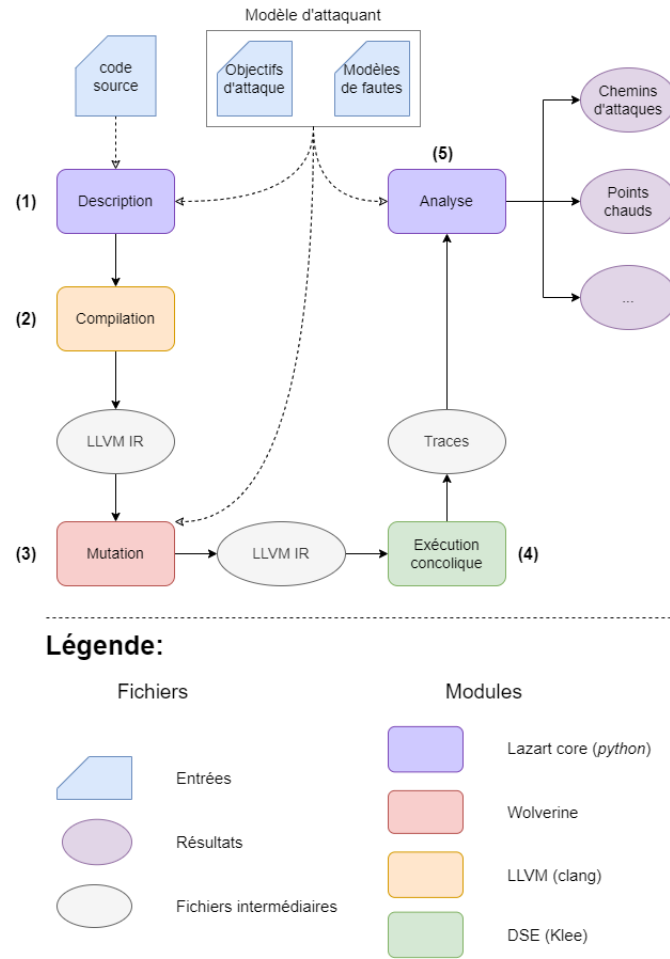 Modèle d'attaquant
code
source
Objectifs
d'attaque
Modèles
de fautes
Chemins
d'attaques
(5)
(1)
Description
Analyse
Points
chauds
(2)
Compilation
...
LLVM IR
Traces
(3)
Mutation
LLVM IR
Exécution
concolique
(4)
Légende:
Fichiers
Modules
Entrées
Lazart core (python)
Résultats
Wolverine
Fichiers intermédiaires
LLVM (clang)
DSE (Klee)